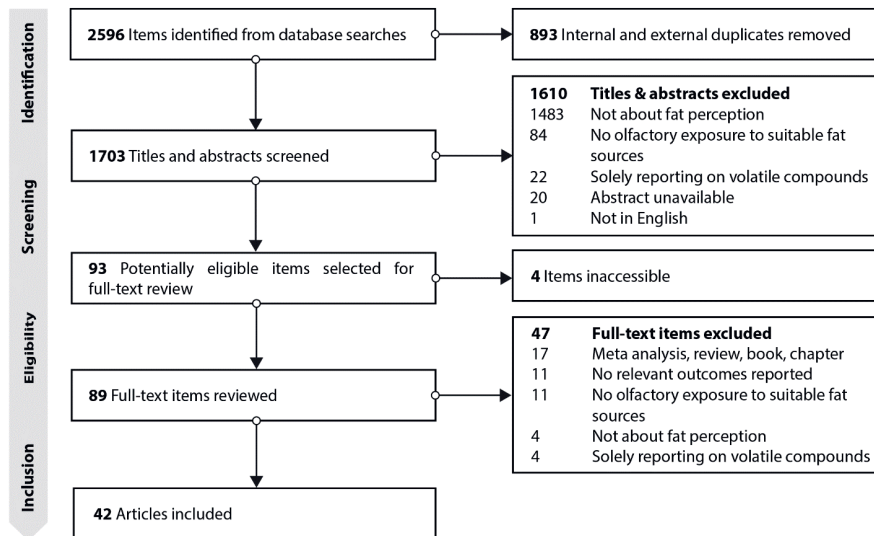 Identification
2596 Items identified from database searches
893 Internal and external duplicates removed
1610 Titles & abstracts excluded
1483 Not about fat perception
84 No olfactory exposure to suitable fat
sources
22 Solely reporting on volatile compounds
20 Abstract unavailable
1 Not in English
Screening
1703 Titles and abstracts screened
93 Potentially eligible items selected for
full-text review
4 Items inaccessible
Eligibility
89 Full-text items reviewed
47 Full-text items excluded
17 Meta analysis, review, book, chapter
11 No relevant outcomes reported
11 No olfactory exposure to suitable fat
sources
4 Not about fat perception
4 Solely reporting on volatile compounds
Inclusion
42 Articles included